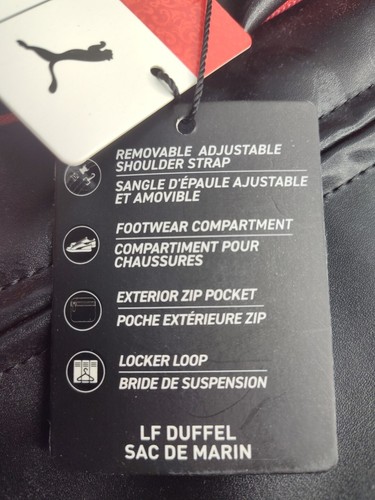 REMOVABLE ADJUSTABLE
SHOULDER STRAP
SANGLE D'ÉPAULE AJUSTABLE
ET AMOVIBLE
FOOTWEAR COMPARTMENT
COMPARTIMENT POUR
CHAUSSURES
EXTERIOR ZIP POCKET
POCHE EXTÉRIEURE ZIP
LOCKER LOOP
BRIDE DE SUSPENSION
LF DUFFEL
SAC DE MARIN